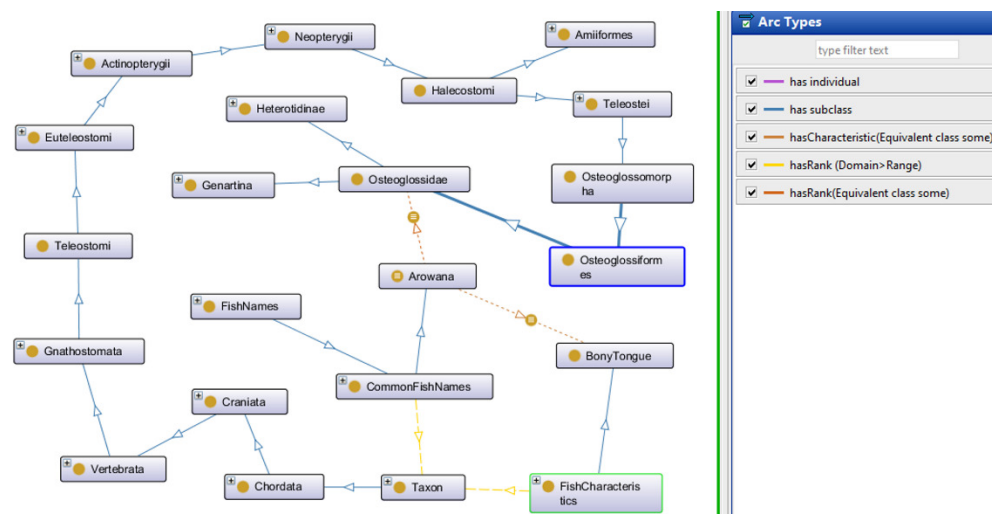 Neopterygii
Amiiformes
Actinopterygii
Halecostomi
Heterotidinae
Teleostei
Euteleostomi
Osteoglossidae
Osteoglossomorp
ha
Genartina
Teleostomi
Osteoglossiform
es
Arowana
FishNames
Gnathostomata
BonyTongue
CommonFishNames
Craniata
Vertebrata
Chordata
Taxon
FishCharacteris
tics
Arc Types
type filter text
has individual
has subclass
hasCharacteristic(Equivalent class some)
hasRank (Domain>Range)
hasRank(Equivalent class some)